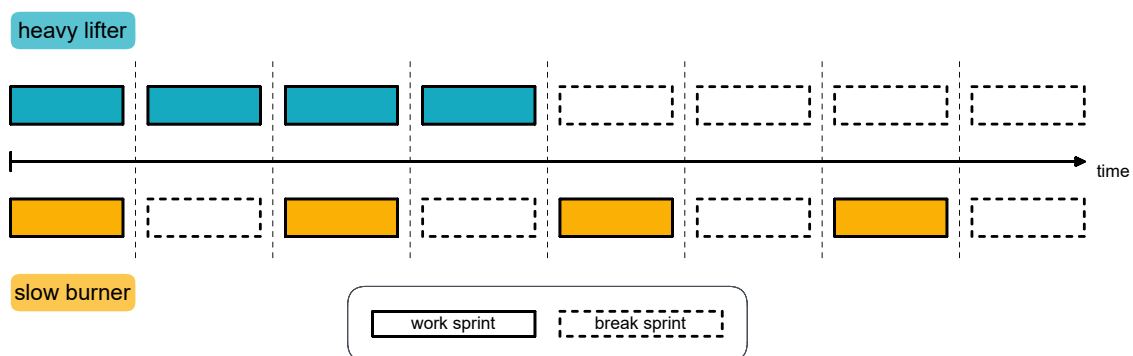 heavy lifter
time
slow burner
work sprint
break sprint